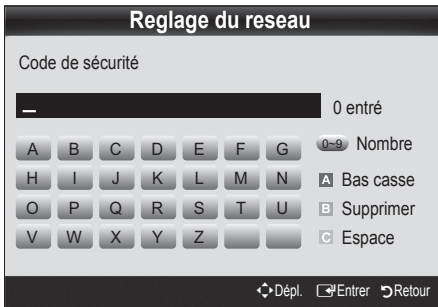 Reglage du reseau
Code de sécurité
_
0 entré
A B C D E F G 0~9 Nombre
H I J K L M N A Bas casse
O P Q R S T U B Supprimer
V W X Y Z C Espace
Dépl. Entrer Retour